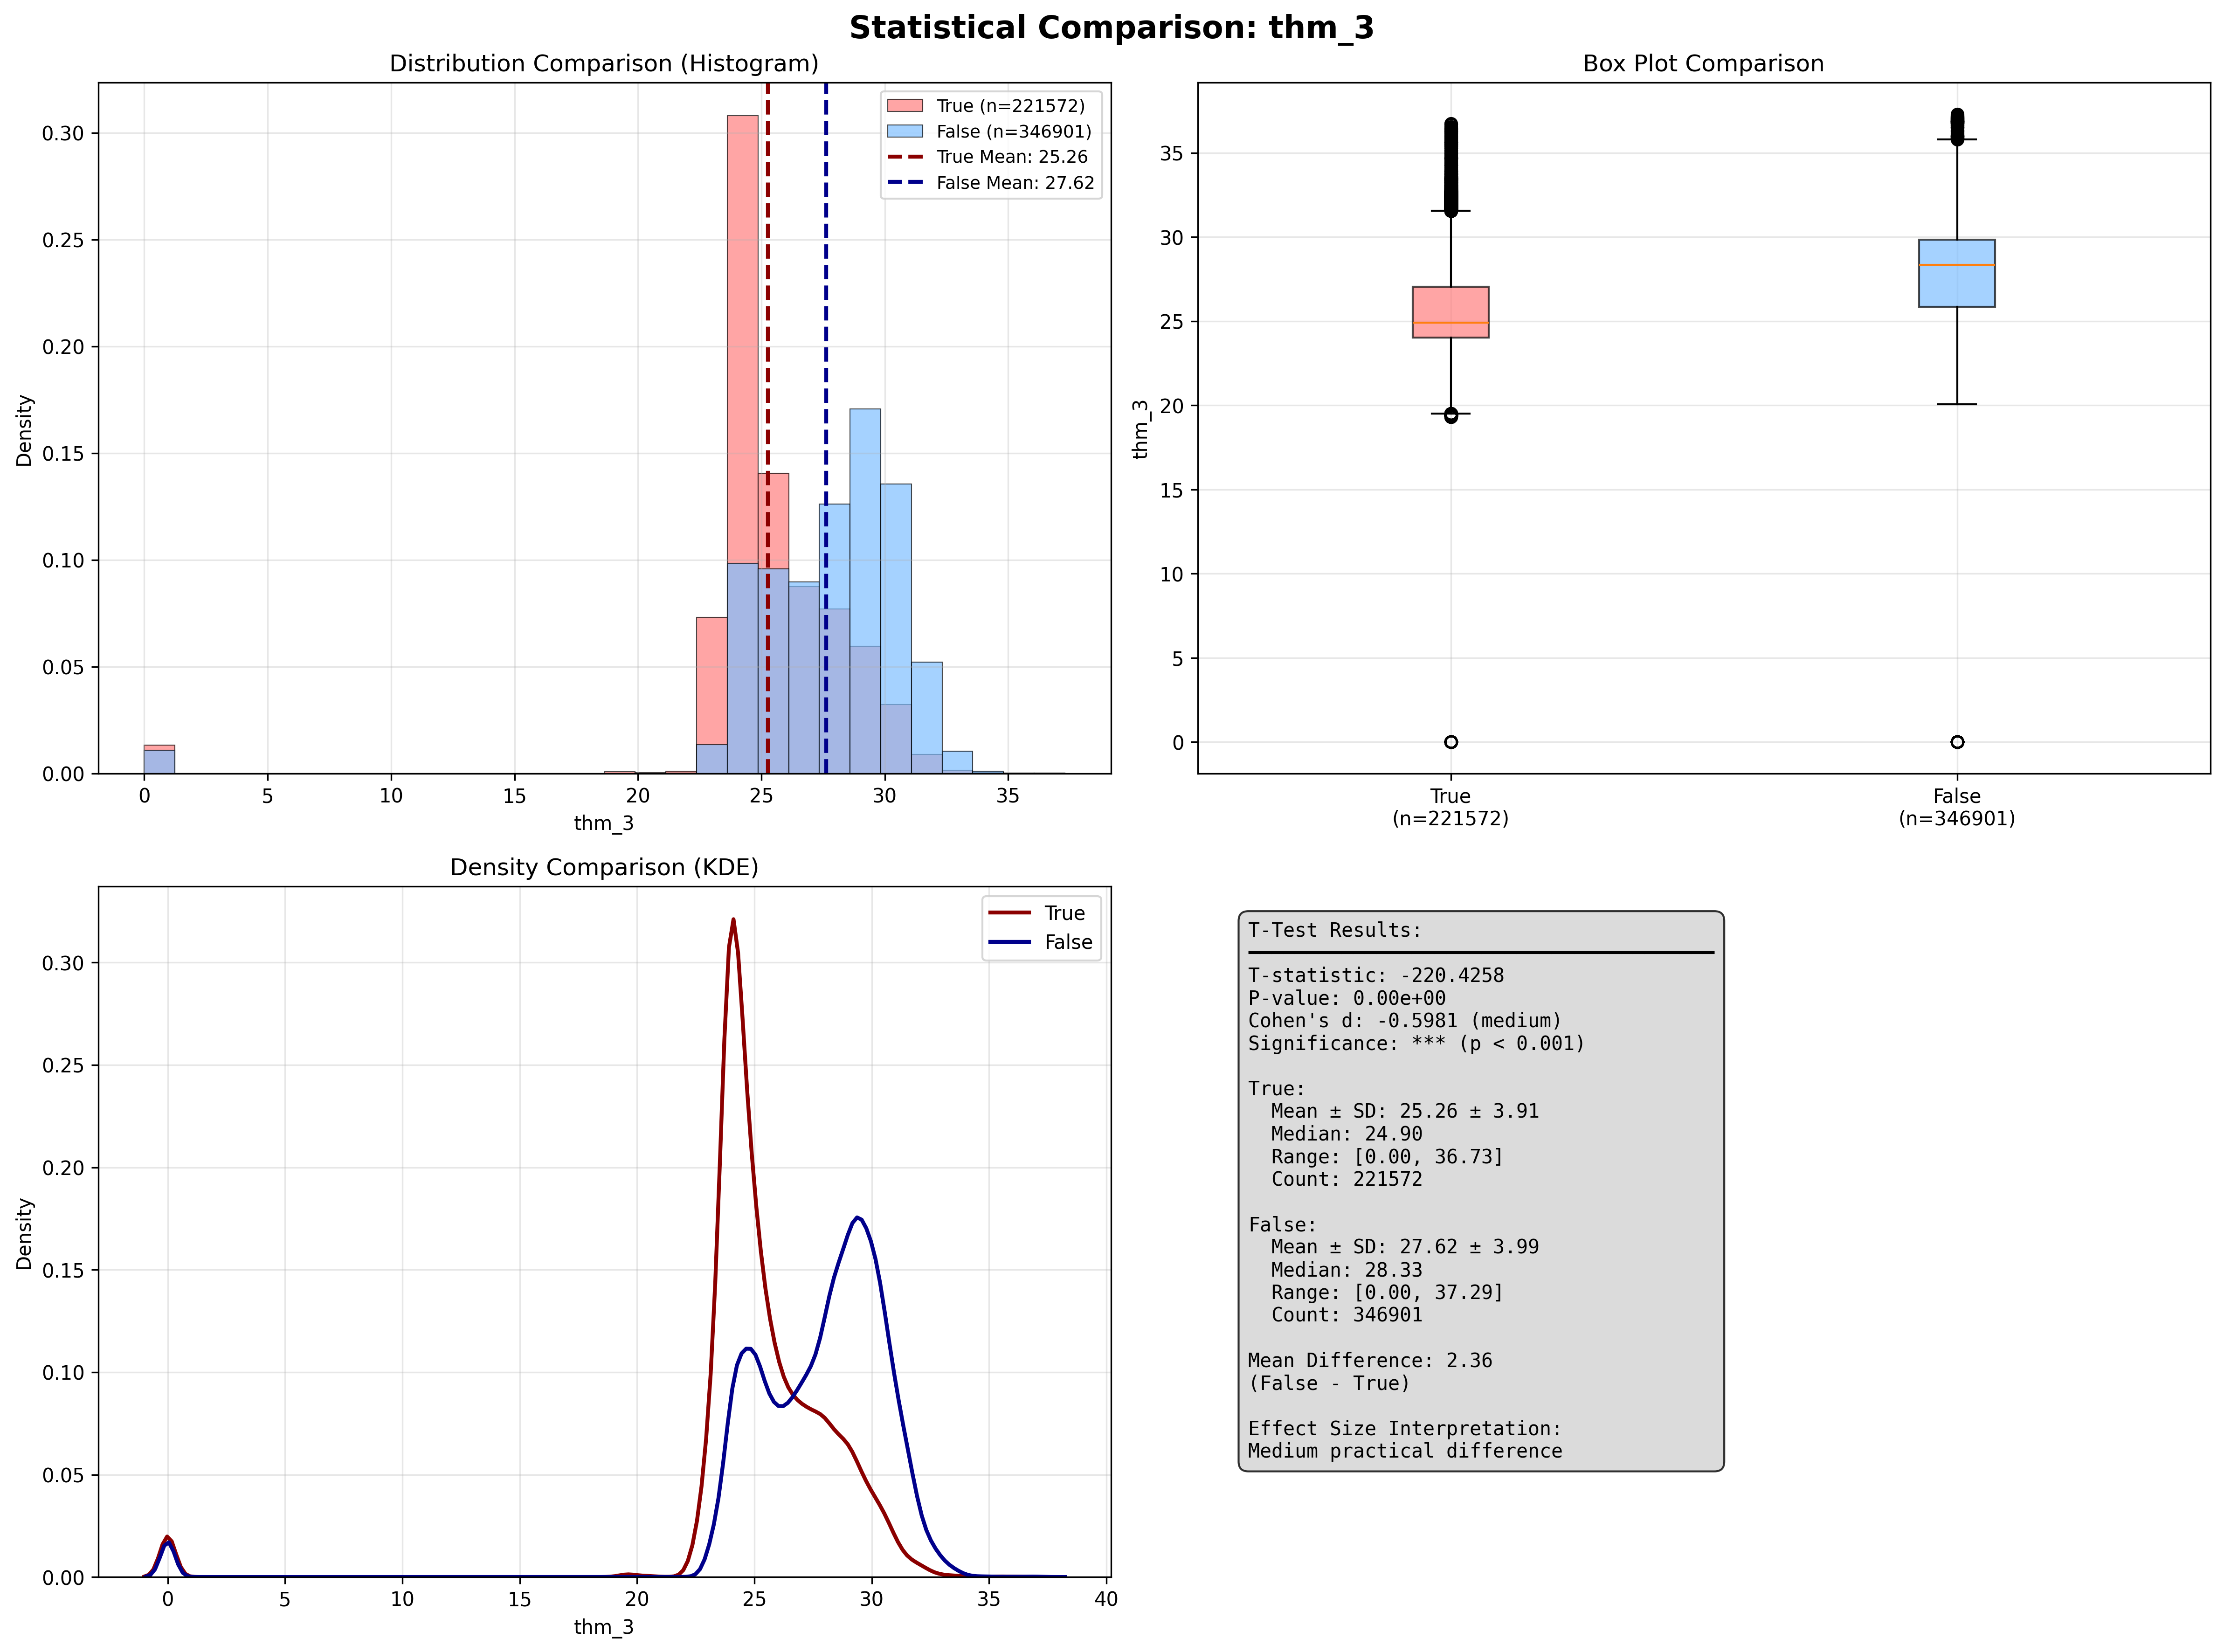 Statistical Comparison: thm_3
Distribution Comparison (Histogram)
0.30
0.25
0.20
0.15
0.10
0.05
0.00
Density
0
5
10
15
20
25
30
35
thm_3
True (n=221572)
False (n=346901)
True Mean: 25.26
False Mean: 27.62
Box Plot Comparison
35
30
25
20
15
10
5
0
thm_3
True
(n=221572)
False
(n=346901)
Density Comparison (KDE)
0.30
0.25
0.20
0.15
0.10
0.05
0.00
Density
0
5
10
15
20
25
30
35
40
thm_3
True
False
T-Test Results:
T-statistic: -220.4258
P-value: 0.00e+00
Cohen's d: -0.5981 (medium)
Significance: *** (p < 0.001)
True:
Mean ± SD: 25.26 ± 3.91
Median: 24.90
Range: [0.00, 36.73]
Count: 221572
False:
Mean ± SD: 27.62 ± 3.99
Median: 28.33
Range: [0.00, 37.29]
Count: 346901
Mean Difference: 2.36
(False - True)
Effect Size Interpretation:
Medium practical difference